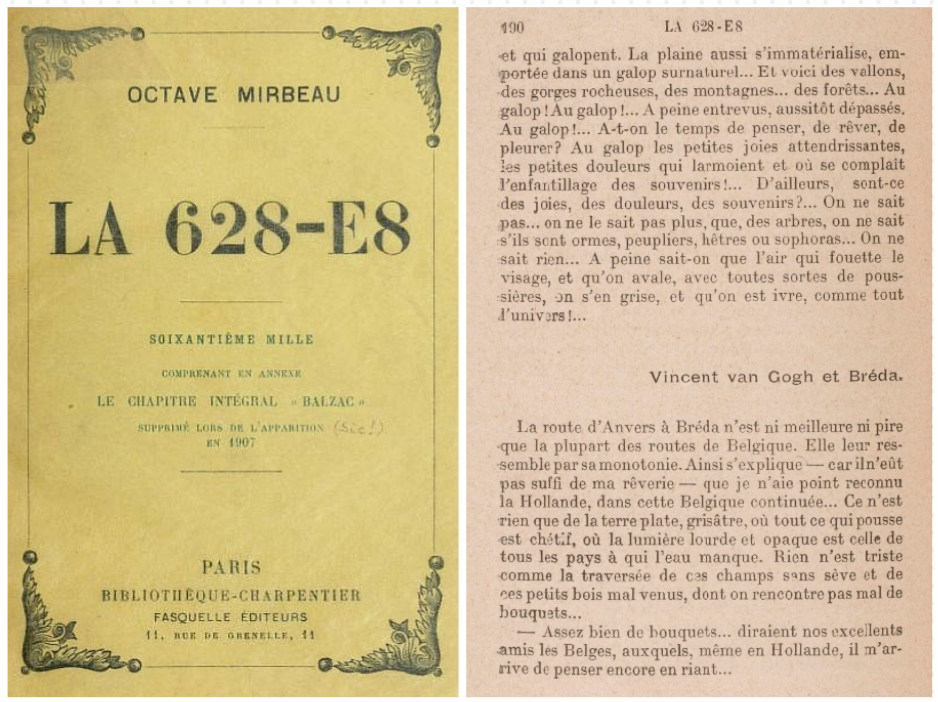 OCTAVE MIRBEAU
LA 628-E8
SOIXANTIÈME MILLE
COMPRENANT EN ANNEXE
LE CHAPITRE INTÉGRAL « BALZAC »
SUPPRIMÉ LORS DE L'APPARITION (Sic!)
EN 1907
PARIS
BIBLIOTHÈQUE-CHARPENTIER
FASQUELLE ÉDITEURS
11, RUE DE GRENELLE, 11
190 LA 628-E8
et qui galopent. La plaine aussi s'immatérialise, em-
portée dans un galop surnaturel... Et voici des vallons,
des gorges rocheuses, des montagnes... des forêts... Au
galop ! Au galop !... A peine entrevus, aussitôt dépassés.
Au galop!... A-t-on le temps de penser, de rêver, de
pleurer? Au galop les petites joies attendrissantes,
les petites douleurs qui larmoient et où se complaît
l'enfantillage des souvenirs!... D'ailleurs, sont-ce
des joies, des douleurs, des souvenirs?... On ne sait
pas... on ne le sait pas plus, que, des arbres, on ne sait
s'ils sont ormes, peupliers, hêtres ou sophoras... On ne
sait rien... A peine sait-on que l'air qui fouette le
visage, et qu'on avale, avec toutes sortes de pous-
sières, on s'en grise, et qu'on est ivre, comme tout
l'univers !...
Vincent van Gogh et Bréda.
La route d'Anvers à Bréda n'est ni meilleure ni pire
que la plupart des routes de Belgique. Elle leur res-
semble par sa monotonie. Ainsi s'explique — car il n'eût
pas suffi de ma rêverie — que je n'aie point reconnu
la Hollande, dans cette Belgique continuée... Ce n'est
rien que de la terre plate, grisâtre, où tout ce qui pousse
est chétif, où la lumière lourde et opaque est celle de
tous les pays à qui l'eau manque. Rien n'est triste
comme la traversée de ces champs sans sève et de
ces petits bois mal venus, dont on rencontre pas mal de
bouquets...
— Assez bien de bouquets... diraient nos excellents
amis les Belges, auxquels, même en Hollande, il m'ar-
rive de penser encore en riant...